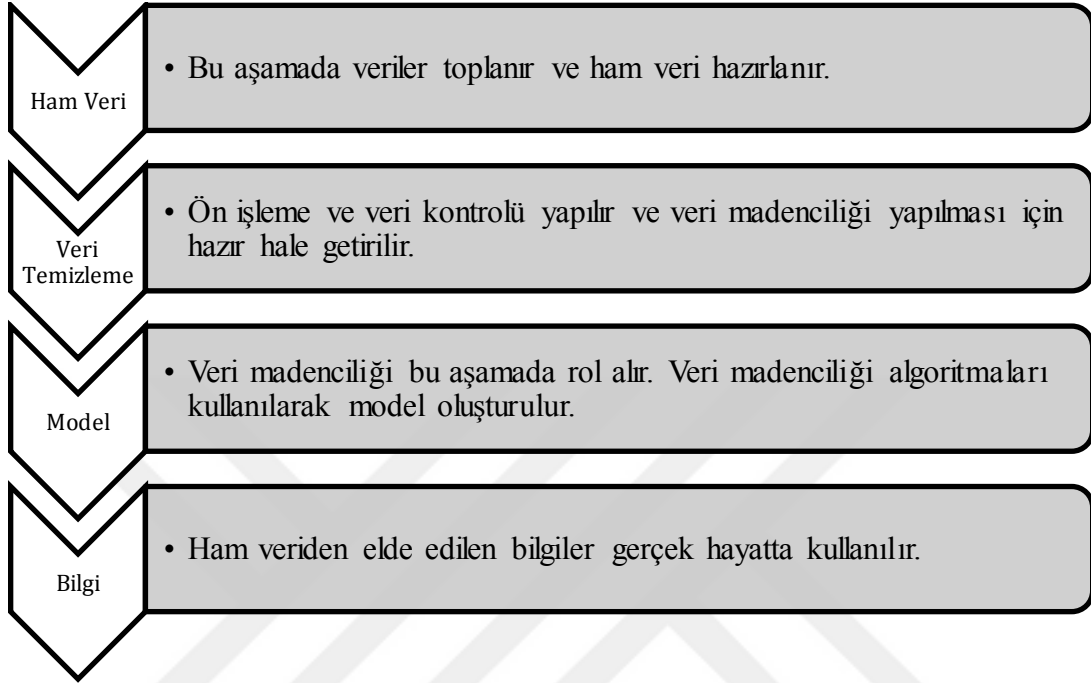 Ham Veri
• Bu aşamada veriler toplanır ve ham veri hazırlanır.
Veri
Temizleme
• Ön işleme ve veri kontrolü yapılır ve veri madenciliği yapılması için
hazır hale getirilir.
Model
• Veri madenciliği bu aşamada rol alır. Veri madenciliği algoritmaları
kullanılarak model oluşturulur.
Bilgi
• Ham veriden elde edilen bilgiler gerçek hayatta kullanılır.